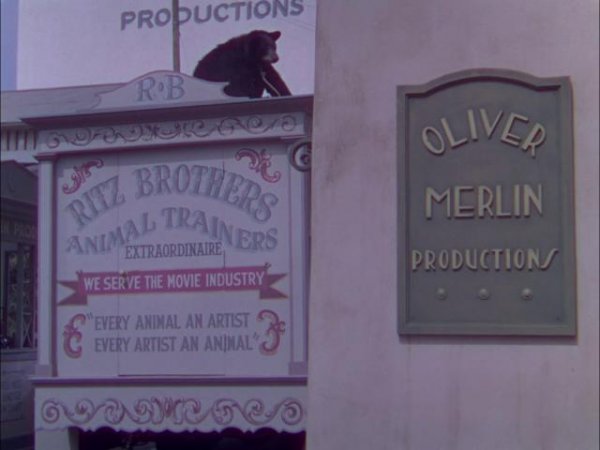 PRODUCTIONS
R•B
RITZ BROTHERS
ANIMAL TRAINERS
EXTRAORDINAIRE
WE SERVE THE MOVIE INDUSTRY
"EVERY ANIMAL AN ARTIST
EVERY ARTIST AN ANIMAL"
OLIVER
MERLIN
PRODUCTIONS